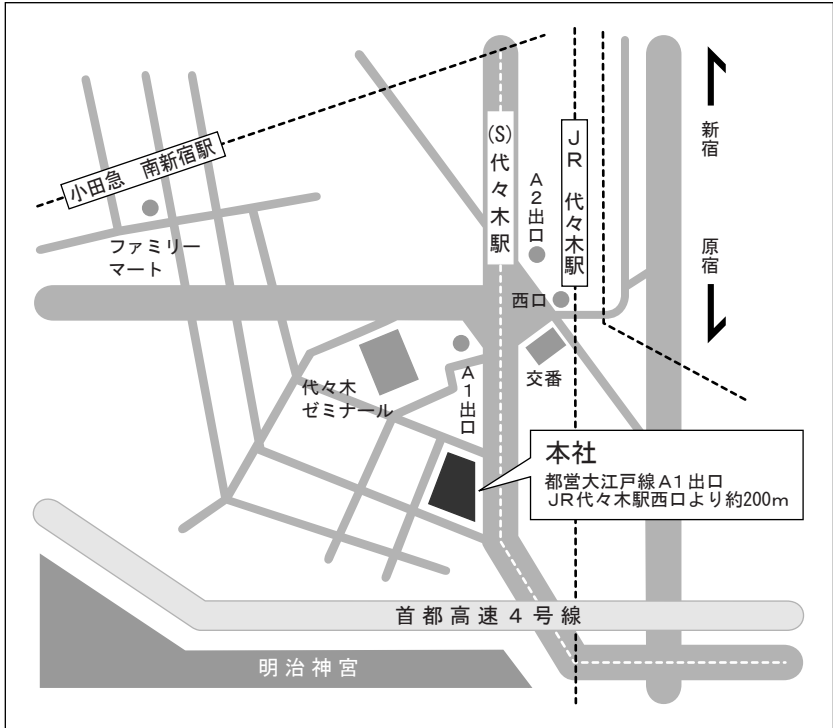 小田急 南新宿駅
ファミリー
マート
(S)代々木駅
A2出口
JR 代々木駅
新宿
原宿
西口
交番
A1出口
代々木
ゼミナール
本社
都営大江戸線A1出口
JR代々木駅西口より約200m
首都高速4号線
明治神宮